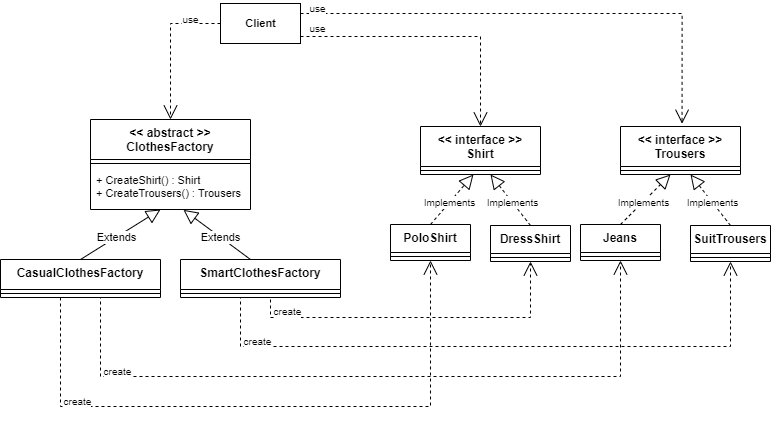 Client
use
use
use
<< abstract >>
ClothesFactory
+ CreateShirt() : Shirt
+ CreateTrousers() : Trousers
<< interface >>
Shirt
<< interface >>
Trousers
Extends
Extends
Implements
Implements
Implements
Implements
CasualClothesFactory
SmartClothesFactory
PoloShirt
DressShirt
Jeans
SuitTrousers
create
create
create
create